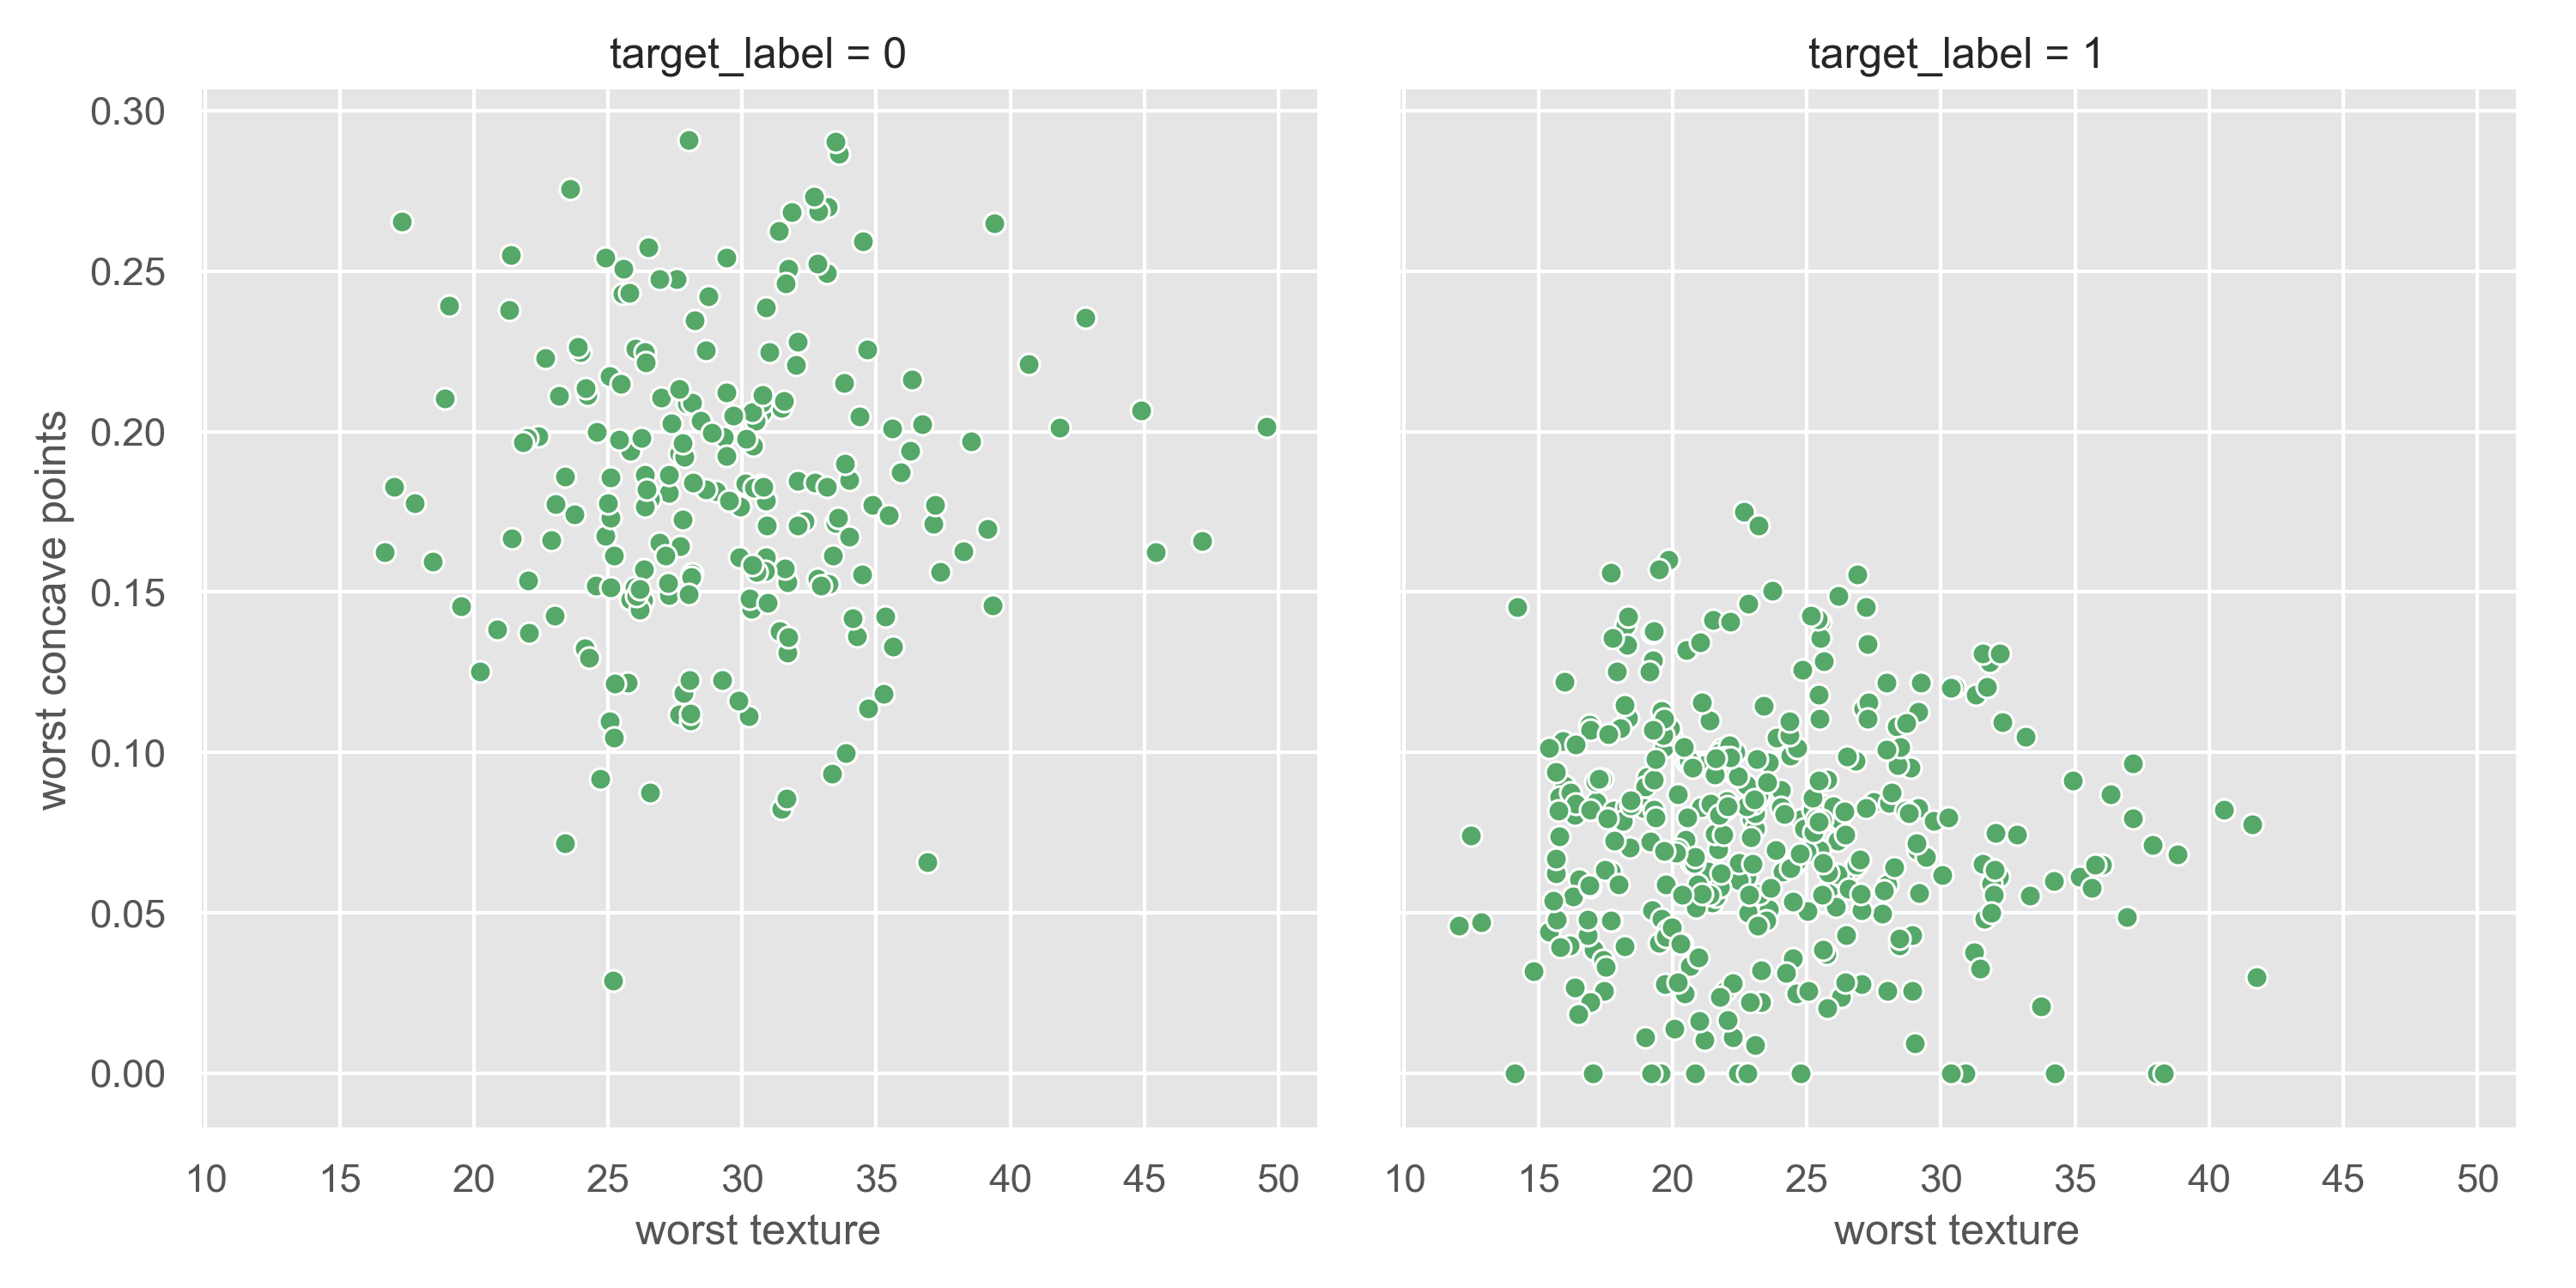 target_label = 0
target_label = 1
0.30
0.25
0.20
0.15
0.10
0.05
0.00
worst concave points
10 15 20 25 30 35 40 45 50
10 15 20 25 30 35 40 45 50
worst texture
worst texture